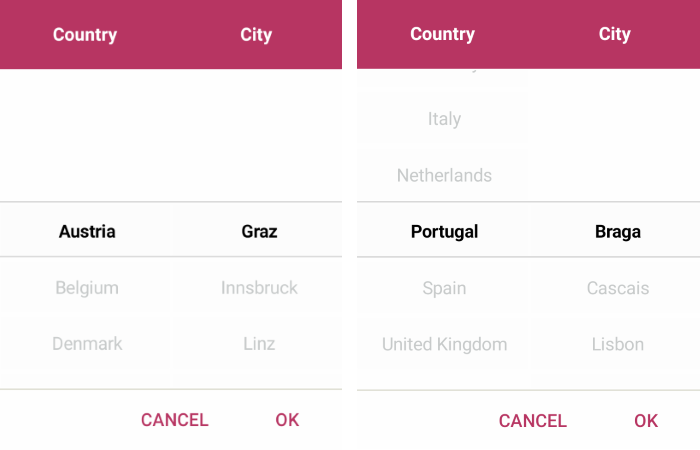 Country City
Austria Graz
Belgium Innsbruck
Denmark Linz
CANCEL OK
Country City
Italy
Netherlands
Portugal Braga
Spain Cascais
United Kingdom Lisbon
CANCEL OK